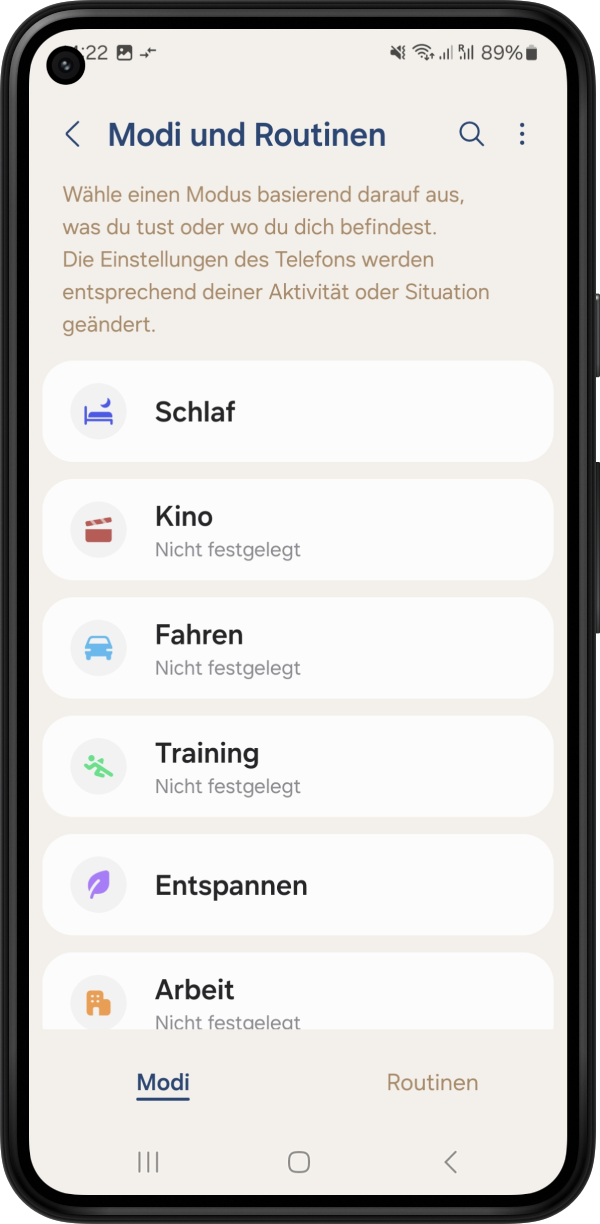 :22 89%
Modi und Routinen
Wähle einen Modus basierend darauf aus,
was du tust oder wo du dich befindest.
Die Einstellungen des Telefons werden
entsprechend deiner Aktivität oder Situation
geändert.
Schlaf
Kino
Nicht festgelegt
Fahren
Nicht festgelegt
Training
Nicht festgelegt
Entspannen
Arbeit
Nicht festgelegt
Modi Routinen